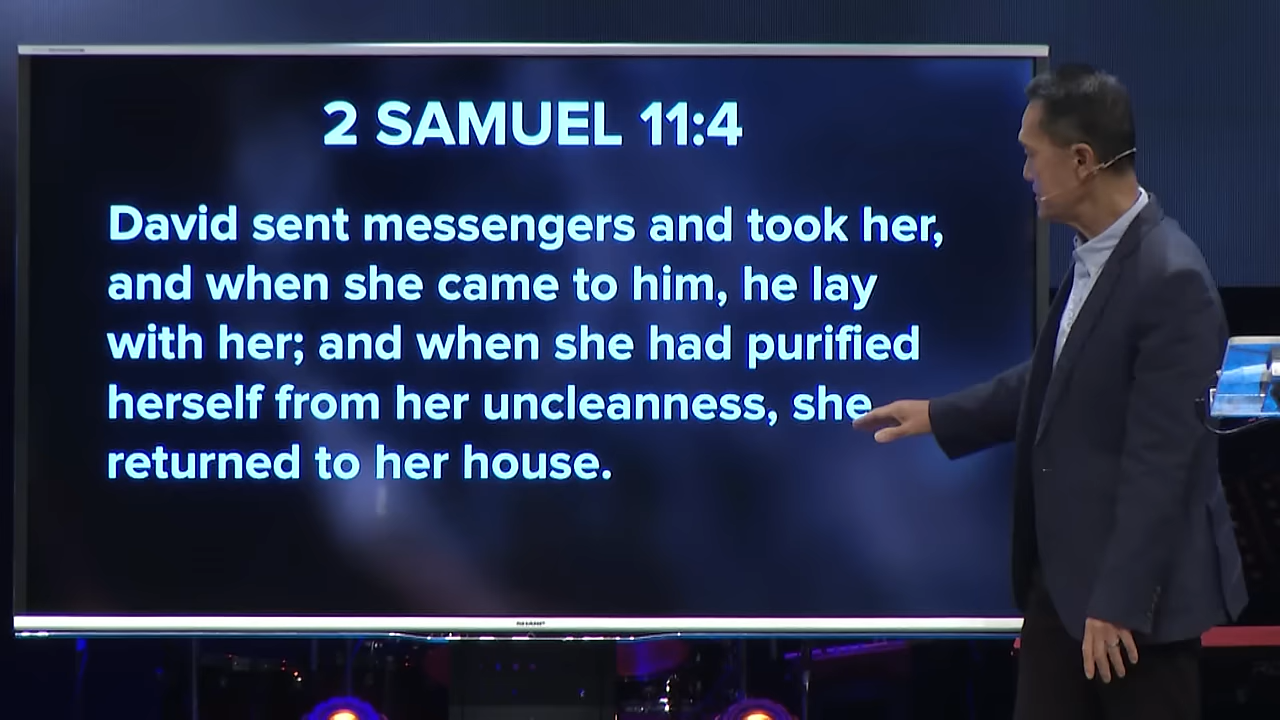 2 SAMUEL 11:4
David sent messengers and took her,
and when she came to him, he lay
with her; and when she had purified
herself from her uncleanness, she
returned to her house.
SHARP